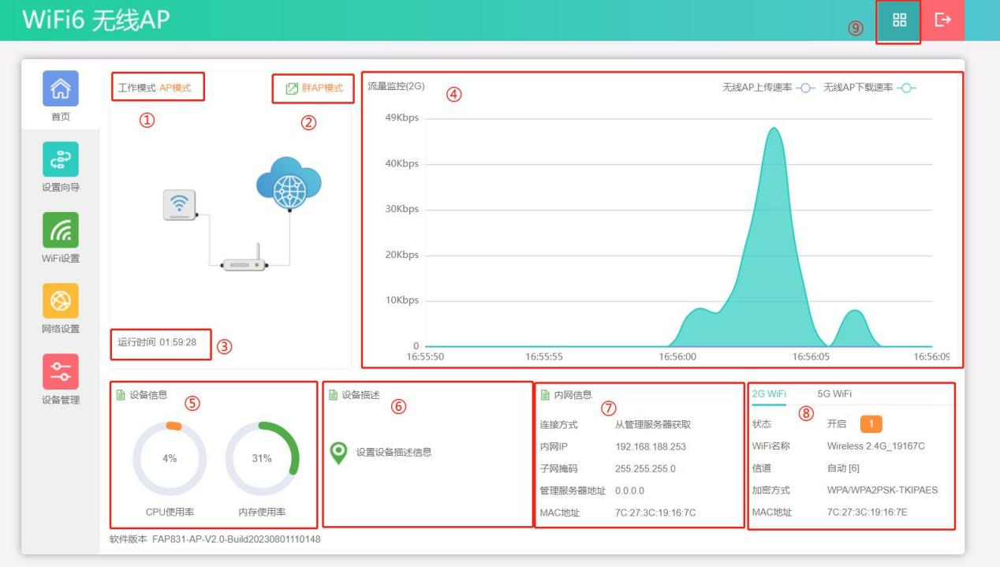 WiFi6 无线AP
⑨
首页
设置向导
WiFi设置
网络设置
设备管理
工作模式 AP模式
胖AP模式
①
②
运行时间 01:59:28
③
流量监控(2G)
④
无线AP上传速率 无线AP下载速率
49Kbps
40Kbps
30Kbps
20Kbps
10Kbps
0
16:55:50 16:55:55 16:56:00 16:56:05 16:56:09
设备信息
⑤
4%
31%
CPU使用率
内存使用率
设备描述
⑥
设置设备描述信息
内网信息
⑦
连接方式 从管理服务器获取
内网IP 192.168.188.253
子网掩码 255.255.255.0
管理服务器地址 0.0.0.0
MAC地址 7C:27:3C:19:16:7C
2G WiFi 5G WiFi
⑧
状态 开启 1
WiFi名称 Wireless 2.4G_19167C
信道 自动 [6]
加密方式 WPA/WPA2PSK-TKIPAES
MAC地址 7C:27:3C:19:16:7E
软件版本 FAP831-AP-V2.0-Build20230801110148